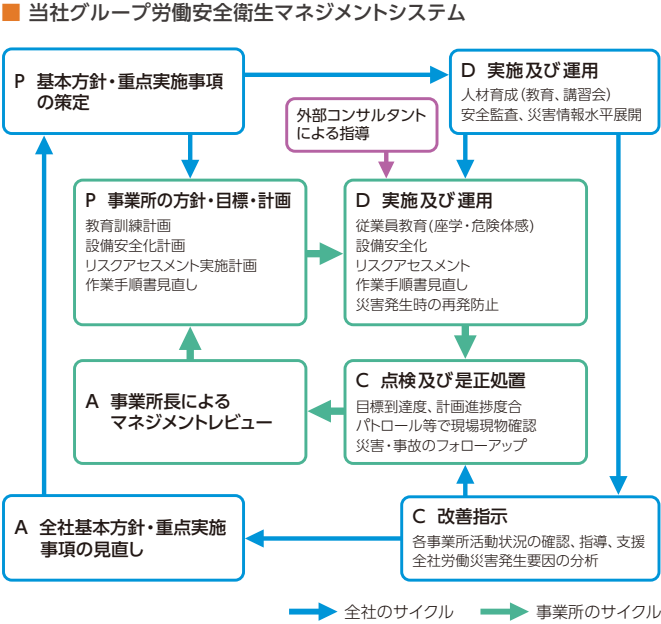 ■ 当社グループ労働安全衛生マネジメントシステム
P 基本方針・重点実施事項
の策定
D 実施及び運用
人材育成（教育、講習会）
安全監査、災害情報水平展開
外部コンサルタント
による指導
P 事業所の方針・目標・計画
教育訓練計画
設備安全化計画
リスクアセスメント実施計画
作業手順書見直し
D 実施及び運用
従業員教育(座学・危険体感)
設備安全化
リスクアセスメント
作業手順書見直し
災害発生時の再発防止
A 事業所長による
マネジメントレビュー
C 点検及び是正処置
目標到達度、計画進捗度合
パトロール等で現場現物確認
災害・事故のフォローアップ
A 全社基本方針・重点実施
事項の見直し
C 改善指示
各事業所活動状況の確認、指導、支援
全社労働災害発生要因の分析
全社のサイクル
事業所のサイクル